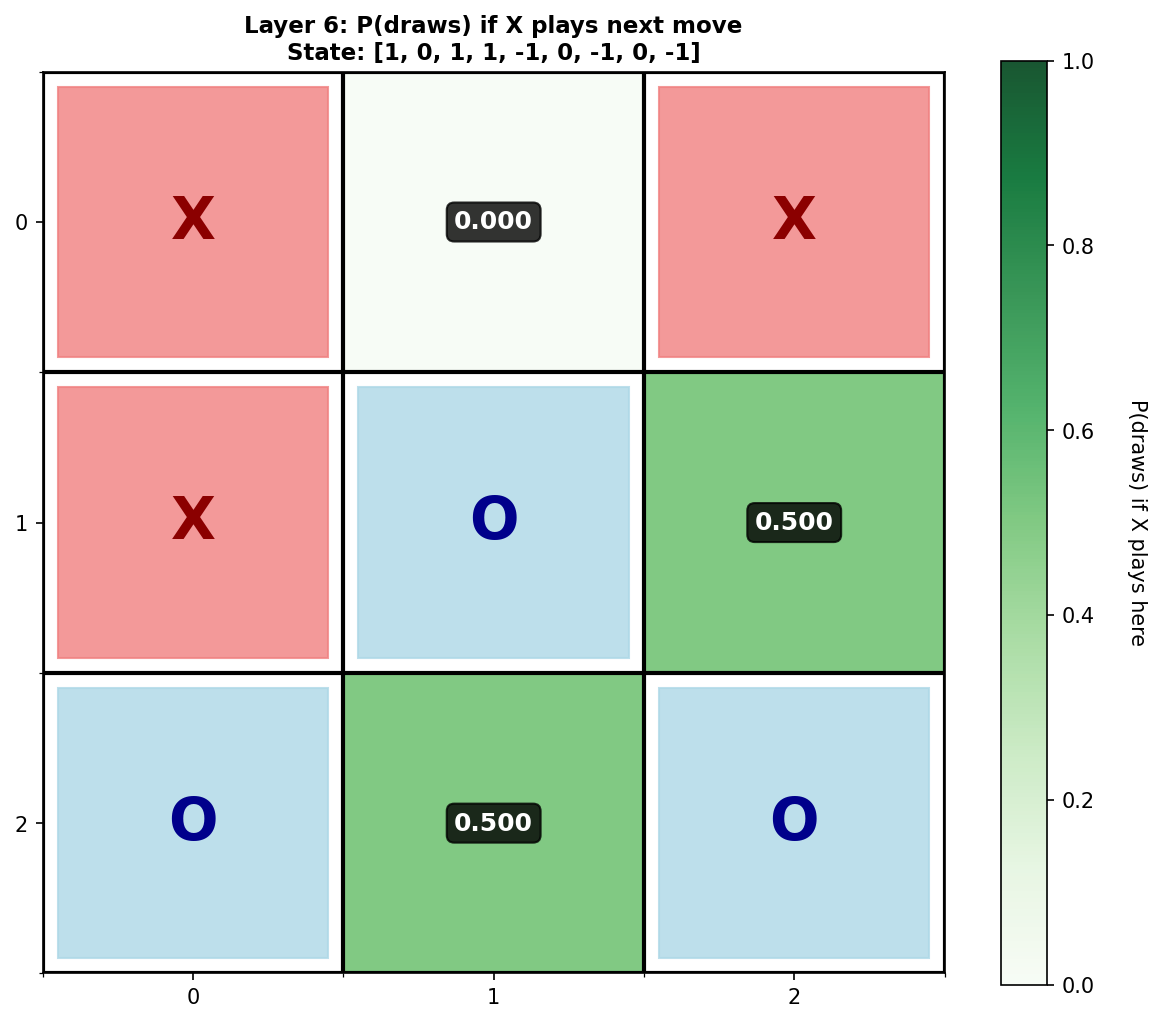 Layer 6: P(draws) if X plays next move
State: [1, 0, 1, 1, -1, 0, -1, 0, -1]
X
0.000
X
X
O
0.500
O
0.500
O
0
1
2
0
1
2
1.0
0.8
0.6
0.4
0.2
0.0
P(draws) if X plays here